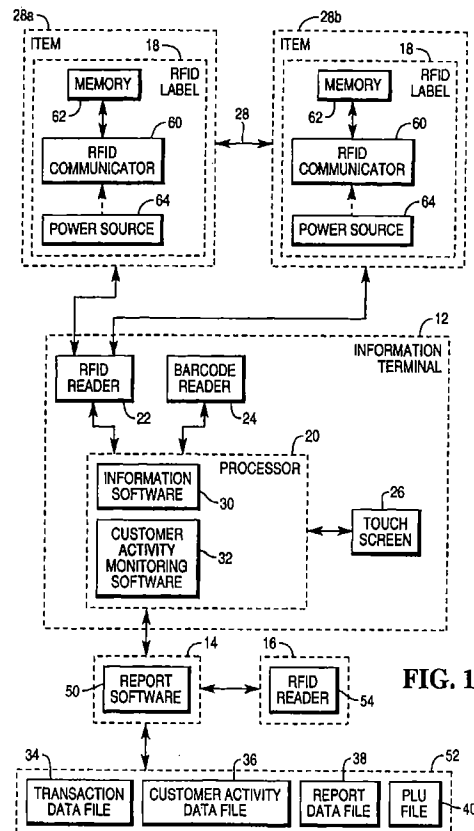 28a
28b
ITEM
18
RFID
LABEL
MEMORY
62
60
RFID
COMMUNICATOR
64
POWER SOURCE
28
ITEM
18
RFID
LABEL
MEMORY
62
60
RFID
COMMUNICATOR
64
POWER SOURCE
12
INFORMATION
TERMINAL
RFID
READER
22
BARCODE
READER
24
20
PROCESSOR
INFORMATION
SOFTWARE
30
CUSTOMER
ACTIVITY
MONITORING
SOFTWARE
32
26
TOUCH
SCREEN
14
REPORT
SOFTWARE
50
16
RFID
READER
54
FIG. 1
34
36
38
52
TRANSACTION
DATA FILE
CUSTOMER ACTIVITY
DATA FILE
REPORT
DATA FILE
PLU
FILE
40